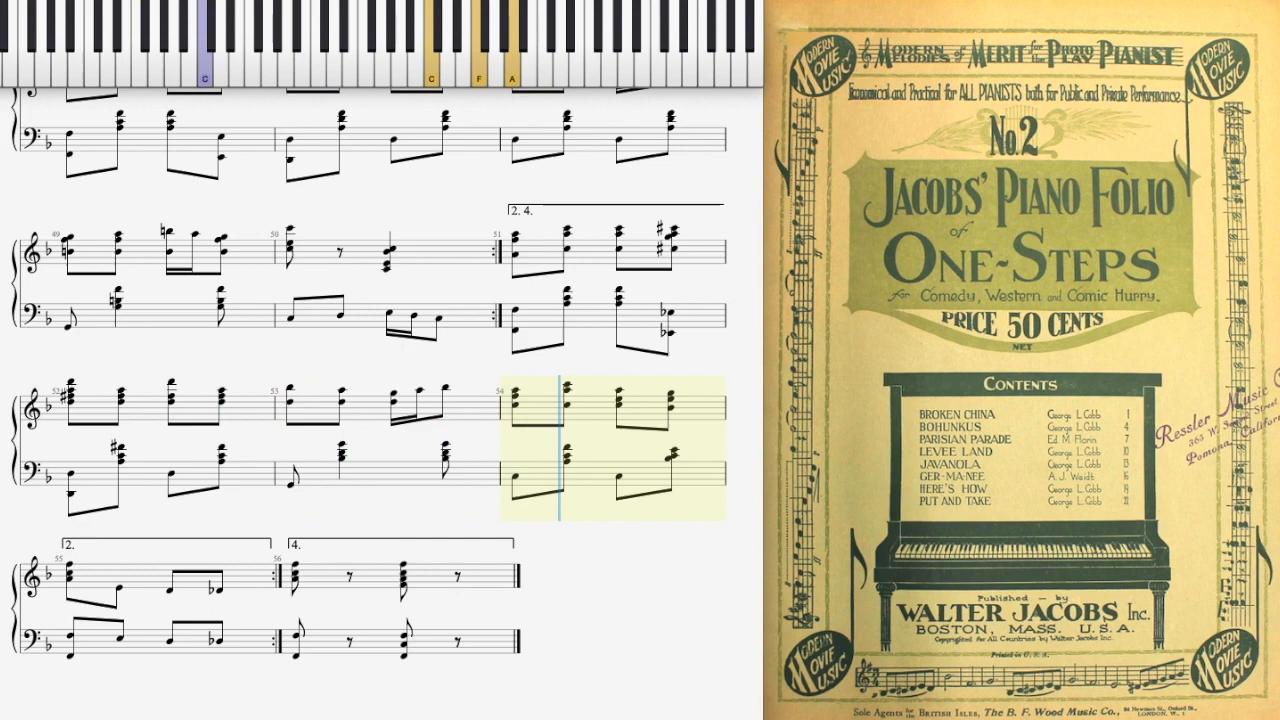 C
C
F
A
49
50
51
2. 4.
53
54
55
2.
56
4.
MODERN MOVIE MUSIC
MODERN MELODIES of MERIT for the PHOTO PLAY PIANIST
MODERN MOVIE MUSIC
Economical and Practical for ALL PIANISTS both for Public and Private Performance
No. 2
JACOBS' PIANO FOLIO
of
ONE-STEPS
for Comedy, Western and Comic Hurry.
PRICE 50 CENTS
NET
CONTENTS
BROKEN CHINA George L. Cobb 1
BOHUNKUS George L. Cobb 4
PARISIAN PARADE Ed. M. Florin 7
LEVEE LAND George L. Cobb 10
JAVANOLA George L. Cobb 13
GER-MA-NEE A. J. Weidt 16
HERE'S HOW George L. Cobb 19
PUT AND TAKE George L. Cobb
Ressler Music
Street
Pomona, California
Published - by
WALTER JACOBS Inc.
BOSTON, MASS. U.S.A.
Copyrighted for All Countries by Walter Jacobs Inc.
Printed in U.S.A.
MODERN MOVIE MUSIC
MODERN MOVIE MUSIC
Sole Agents for the BRITISH ISLES, The B. F. Wood Music Co., 84 Newman St., Oxford St., LONDON, W. 1